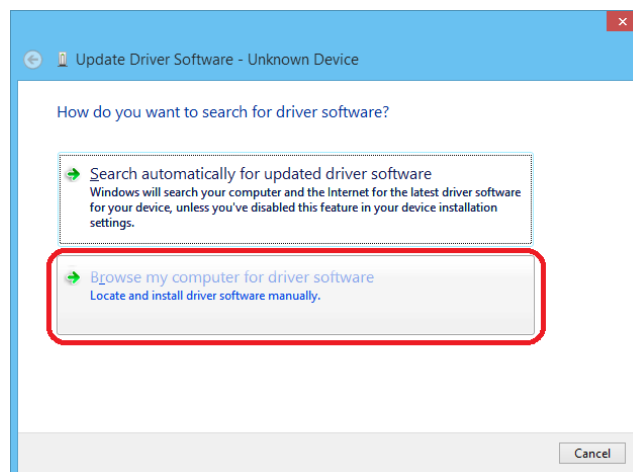 Update Driver Software - Unknown Device
How do you want to search for driver software?
Search automatically for updated driver software
Windows will search your computer and the Internet for the latest driver software
for your device, unless you've disabled this feature in your device installation
settings.
Browse my computer for driver software
Locate and install driver software manually.
Cancel